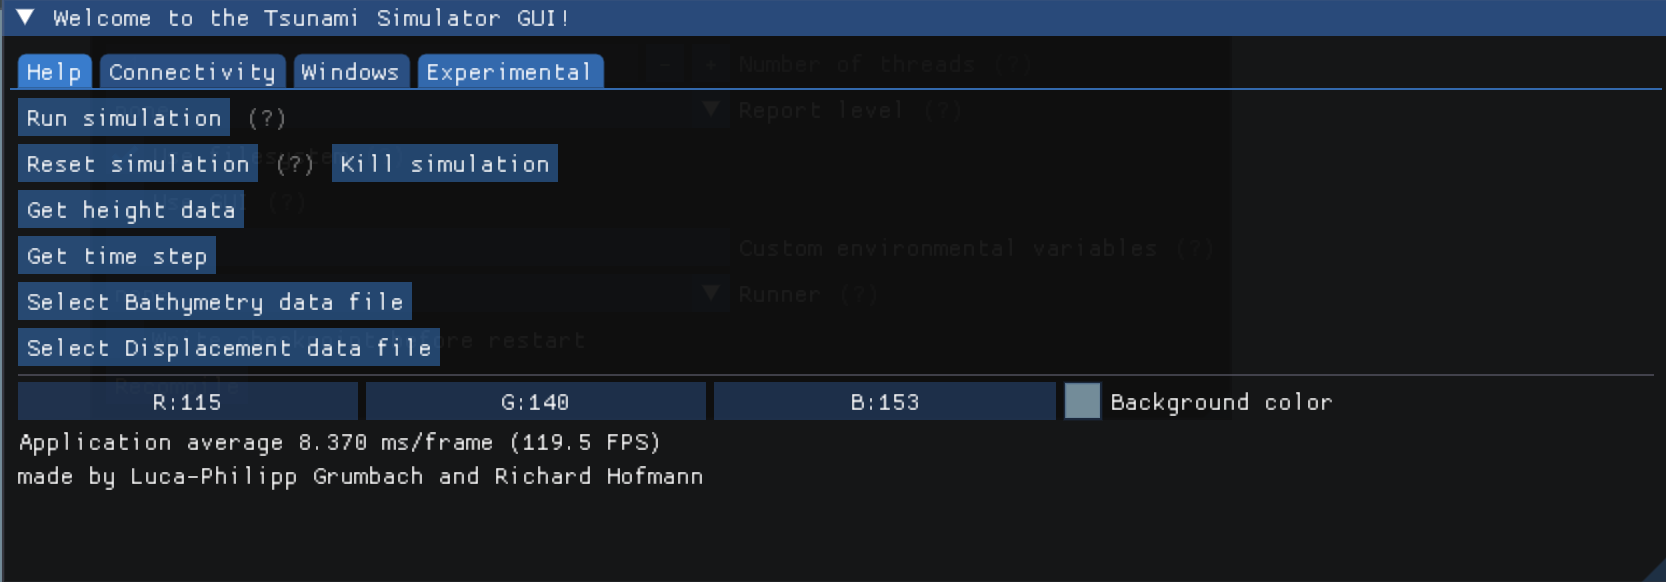 ▼ Welcome to the Tsunami Simulator GUI!
Help Connectivity Windows Experimental
- + Number of threads (?)
Run simulation (?)
▼ Report level (?)
Reset simulation (?) Kill simulation
Get height data (?)
Get time step
Custom environmental variables (?)
Select Bathymetry data file
▼ Runner (?)
Select Displacement data file
before restart
Recompile
R:115 G:140 B:153 Background color
Application average 8.370 ms/frame (119.5 FPS)
made by Luca-Philipp Grumbach and Richard Hofmann